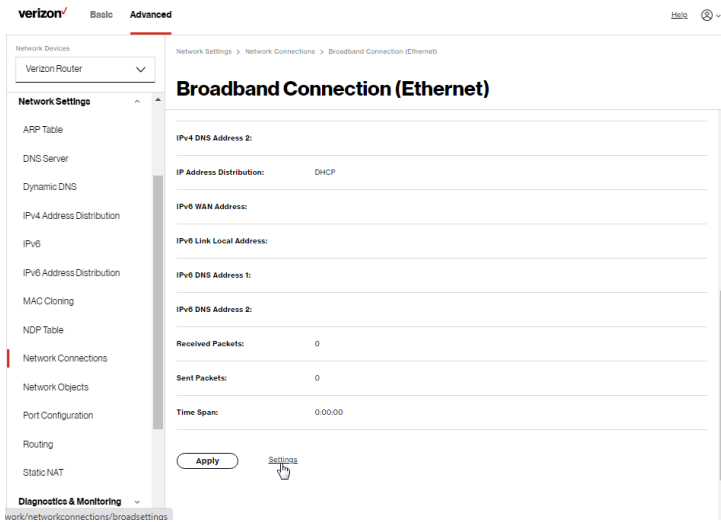 verizon✓ Basic Advanced Help
Network Devices
Verizon Router
Network Settings
ARP Table
DNS Server
Dynamic DNS
IPv4 Address Distribution
IPv6
IPv6 Address Distribution
MAC Cloning
NDP Table
Network Connections
Network Objects
Port Configuration
Routing
Static NAT
Diagnostics & Monitoring
Network Settings > Network Connections > Broadband Connection (Ethernet)
Broadband Connection (Ethernet)
IPv4 DNS Address 2:
IP Address Distribution: DHCP
IPv6 WAN Address:
IPv6 Link Local Address:
IPv6 DNS Address 1:
IPv6 DNS Address 2:
Received Packets: 0
Sent Packets: 0
Time Span: 0:00:00
Apply Settings
work/networkconnections/broadsettings